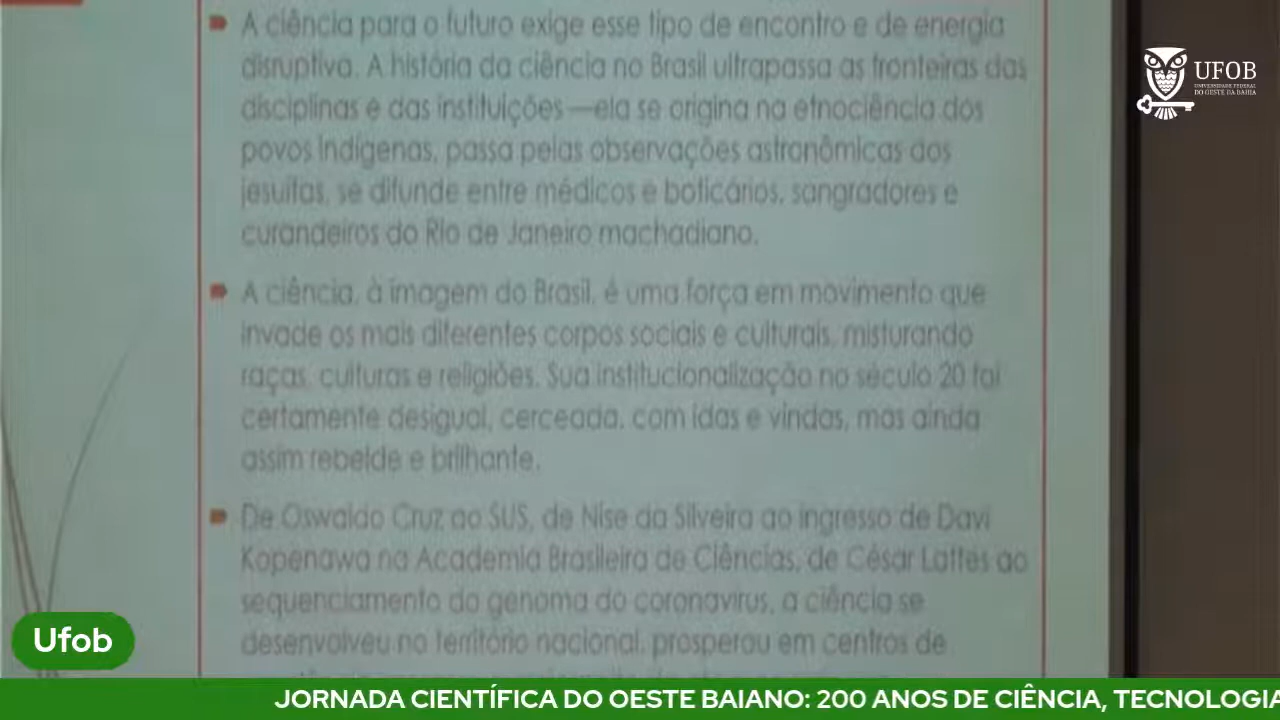 A ciência para o futuro exige esse tipo de encontro e de energia
disruptiva. A história da ciência no Brasil ultrapassa as fronteiras das
disciplinas e das instituições—ela se origina na etnociência dos
povos indígenas, passa pelas observações astronômicas dos
jesuítas, se difunde entre médicos e boticários, sangradores e
curandeiros do Rio de Janeiro machadiano.
A ciência, à imagem do Brasil, é uma força em movimento que
invade os mais diferentes corpos sociais e culturais, misturando
raças, culturas e religiões. Sua institucionalização no século 20 foi
certamente desigual, cerceada, com idas e vindas, mas ainda
assim rebelde e brilhante.
De Oswaldo Cruz ao SUS, de Nise da Silveira ao ingresso de Davi
Kopenawa na Academia Brasileira de Ciências, de César Lattes ao
sequenciamento do genoma do coronavírus, a ciência se
desenvolveu no território nacional, prosperou em centros de
UFOB
UNIVERSIDADE FEDERAL
DO OESTE DA BAHIA
Ufob
JORNADA CIENTÍFICA DO OESTE BAIANO: 200 ANOS DE CIÊNCIA, TECNOLOGIA